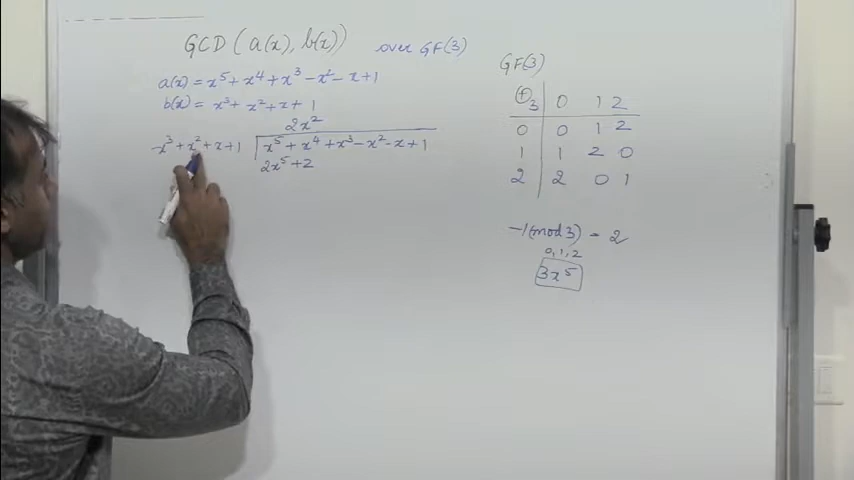 GCD (a(x), b(x)) over GF(3)
a(x) = x⁵ + x⁴ + x³ - x² - x + 1
b(x) = x³ + x² + x + 1
2x²
x³ + x² + x + 1 x⁵ + x⁴ + x³ - x² - x + 1
2x⁵ + 2
GF(3)
⊕₃ 0 1 2
0 0 1 2
1 1 2 0
2 2 0 1
-1 (mod 3) = 2
0, 1, 2
3x⁵